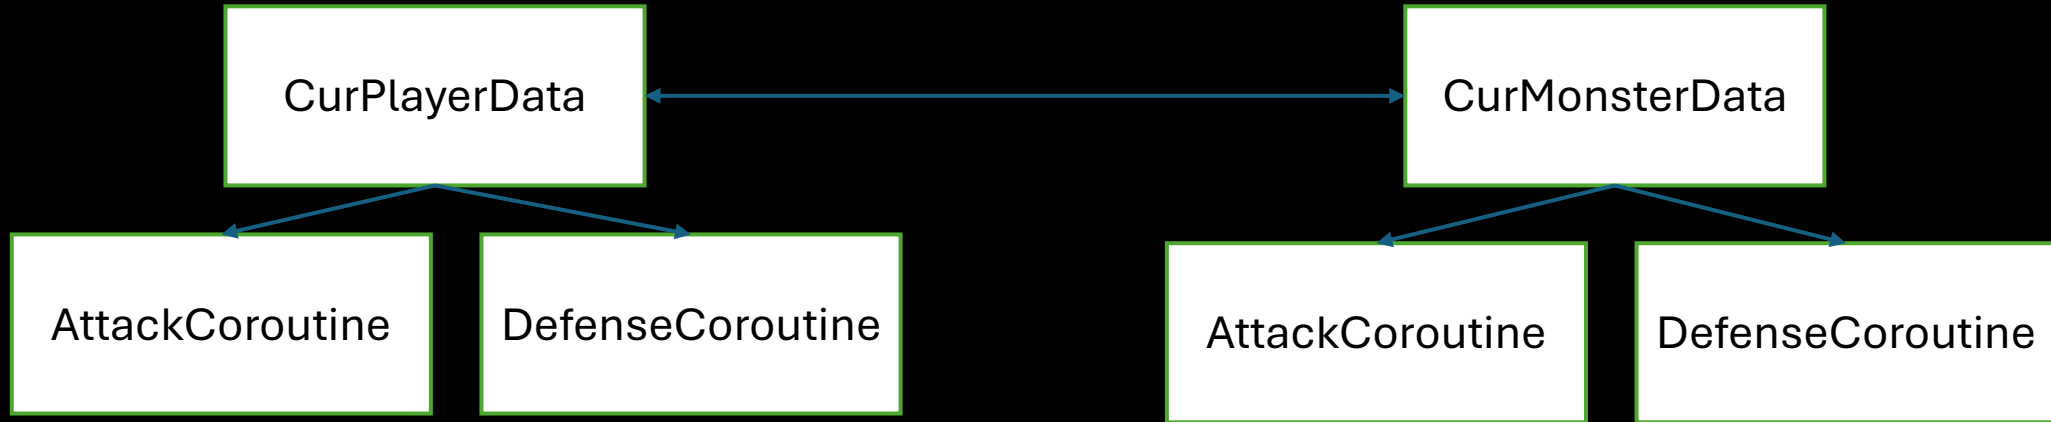 CurPlayerData
CurMonsterData
AttackCoroutine
DefenseCoroutine
AttackCoroutine
DefenseCoroutine